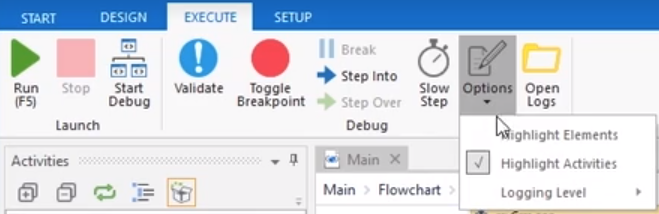 START DESIGN EXECUTE SETUP
Run (F5)
Stop
Start Debug
Launch
Validate
Toggle Breakpoint
Break
Step Into
Step Over
Slow Step
Options
Open Logs
Debug
Highlight Elements
Highlight Activities
Logging Level
Activities
Main
Main > Flowchart >